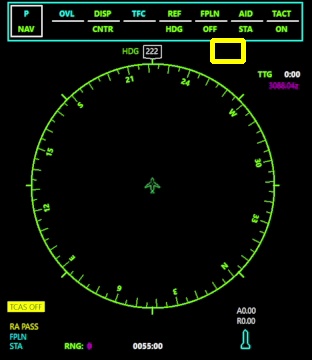 P OVL DISP TFC REF FPLN AID TACT
NAV CNTR HDG OFF STA ON
HDG 222
TTG 0:00
21 24
S W
15 30
12 33
E N
6 3
TCAS OFF
A0.00
R0.00
RA PASS
FPLN
STA RNG: 0 0055:00